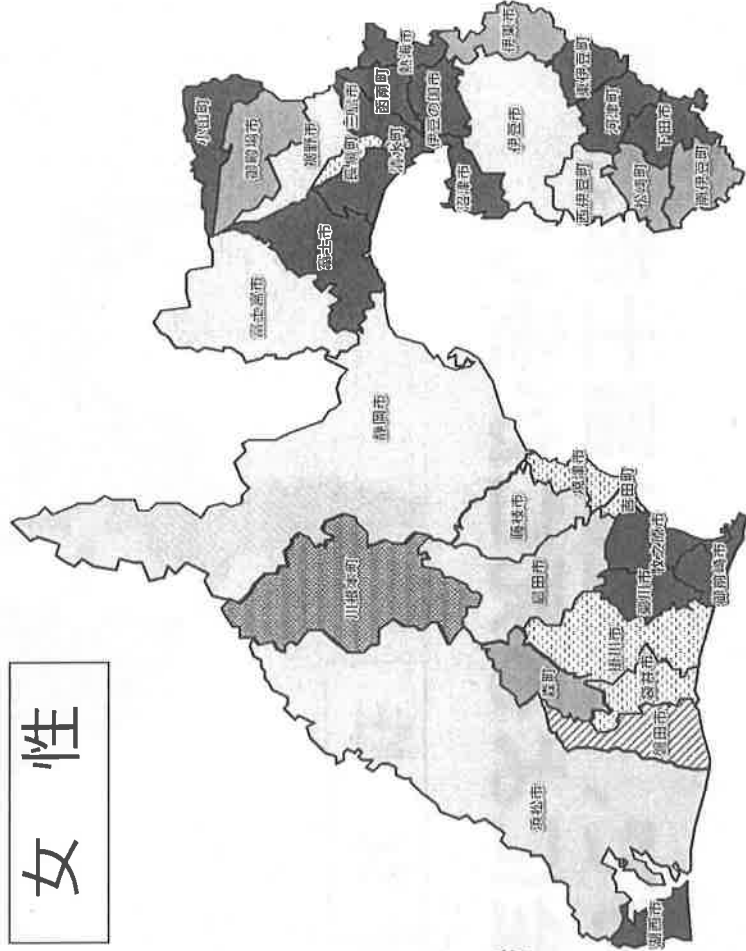 女性
小山町
御殿場市
裾野市
長泉町
三島市
函南町
熱海市
清水町
伊豆の国市
伊東市
沼津市
伊豆市
東伊豆町
河津町
西伊豆町
下田市
松崎町
南伊豆町
富士市
富士宮市
静岡市
焼津市
藤枝市
吉田町
川根本町
島田市
牧之原市
菊川市
御前崎市
掛川市
森町
袋井市
磐田市
浜松市
湖西市